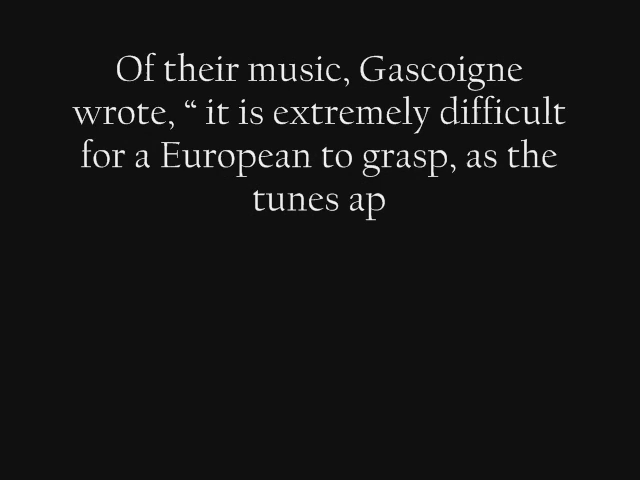 Of their music, Gascoigne
wrote, “ it is extremely difficult
for a European to grasp, as the
tunes ap